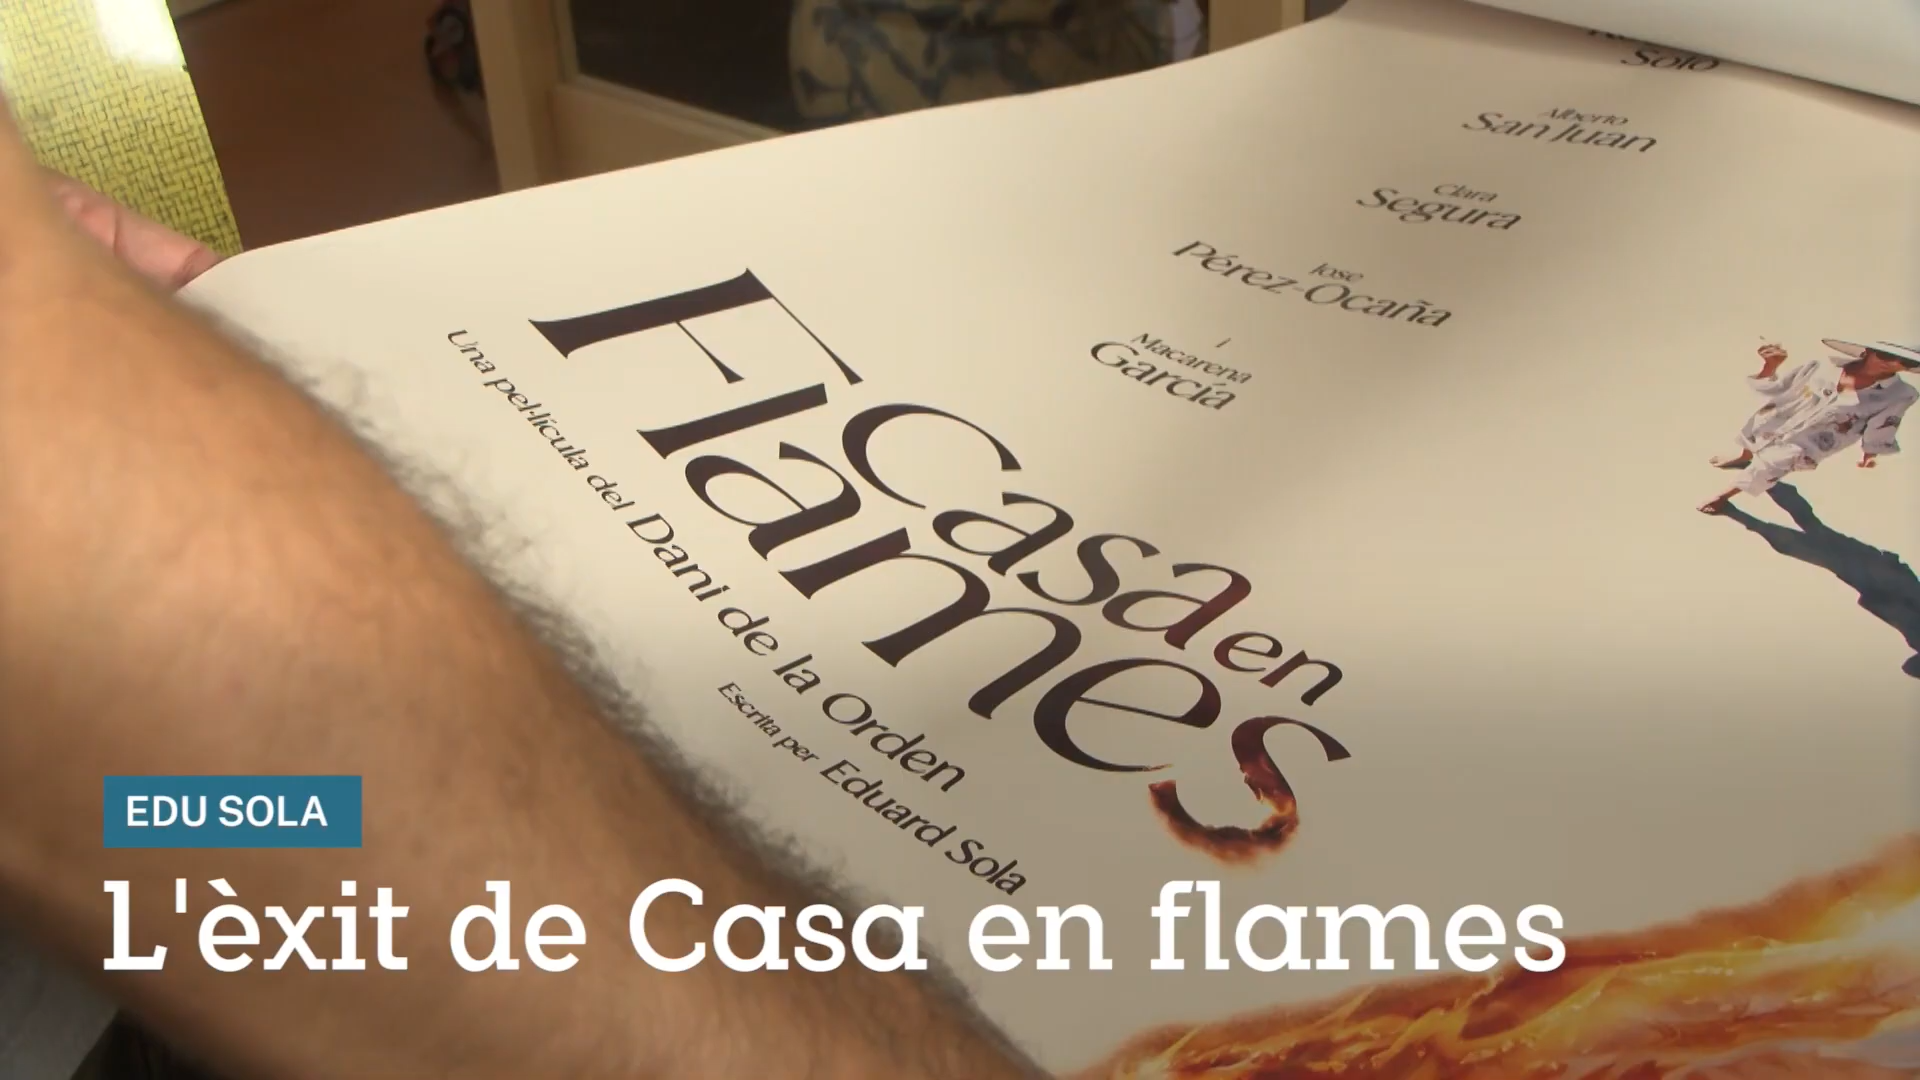 Solo
Alberto
San Juan
Clara
Segura
Jose
Pérez-Ocaña
i
Macarena
García
Casa en
Flames
Una pel·lícula del Dani de la Orden
Escrita per Eduard Sola
EDU SOLA
L'èxit de Casa en flames